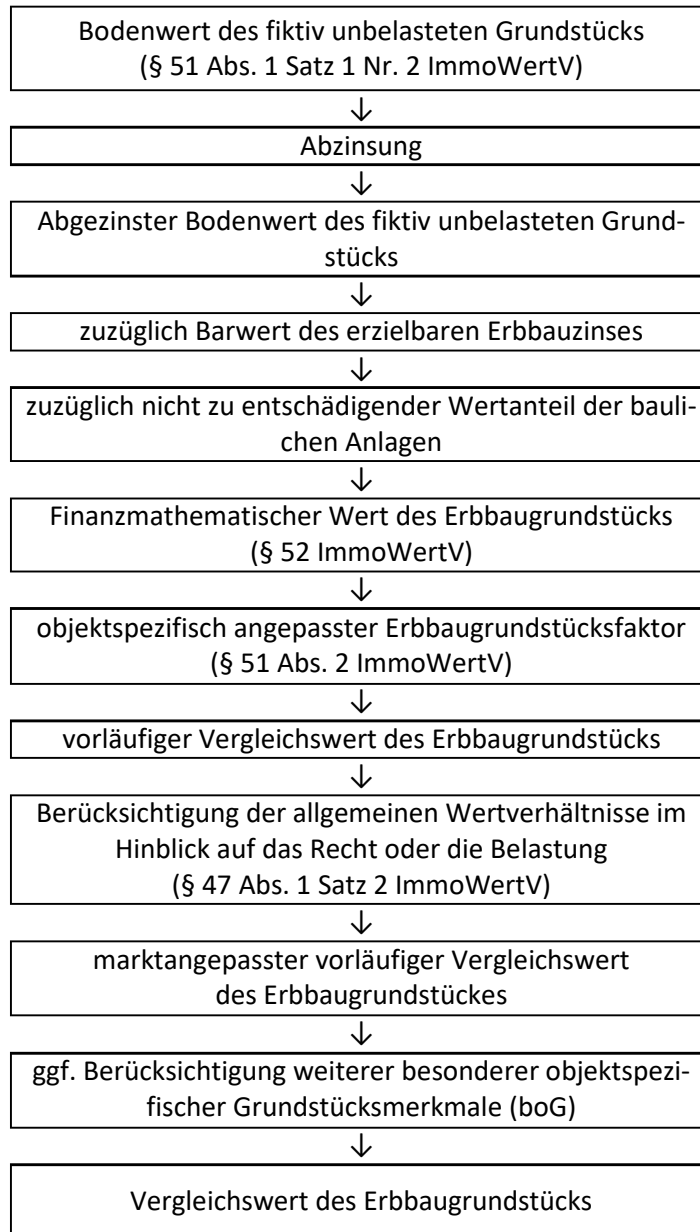 Bodenwert des fiktiv unbelasteten Grundstücks
(§ 51 Abs. 1 Satz 1 Nr. 2 ImmoWertV)
↓
Abzinsung
↓
Abgezinster Bodenwert des fiktiv unbelasteten Grund-
stücks
↓
zuzüglich Barwert des erzielbaren Erbbauzinses
↓
zuzüglich nicht zu entschädigender Wertanteil der bauli-
chen Anlagen
↓
Finanzmathematischer Wert des Erbbaugrundstücks
(§ 52 ImmoWertV)
↓
objektspezifisch angepasster Erbbaugrundstücksfaktor
(§ 51 Abs. 2 ImmoWertV)
↓
vorläufiger Vergleichswert des Erbbaugrundstücks
↓
Berücksichtigung der allgemeinen Wertverhältnisse im
Hinblick auf das Recht oder die Belastung
(§ 47 Abs. 1 Satz 2 ImmoWertV)
↓
marktangepasster vorläufiger Vergleichswert
des Erbbaugrundstückes
↓
ggf. Berücksichtigung weiterer besonderer objektspezi-
fischer Grundstücksmerkmale (boG)
↓
Vergleichswert des Erbbaugrundstücks